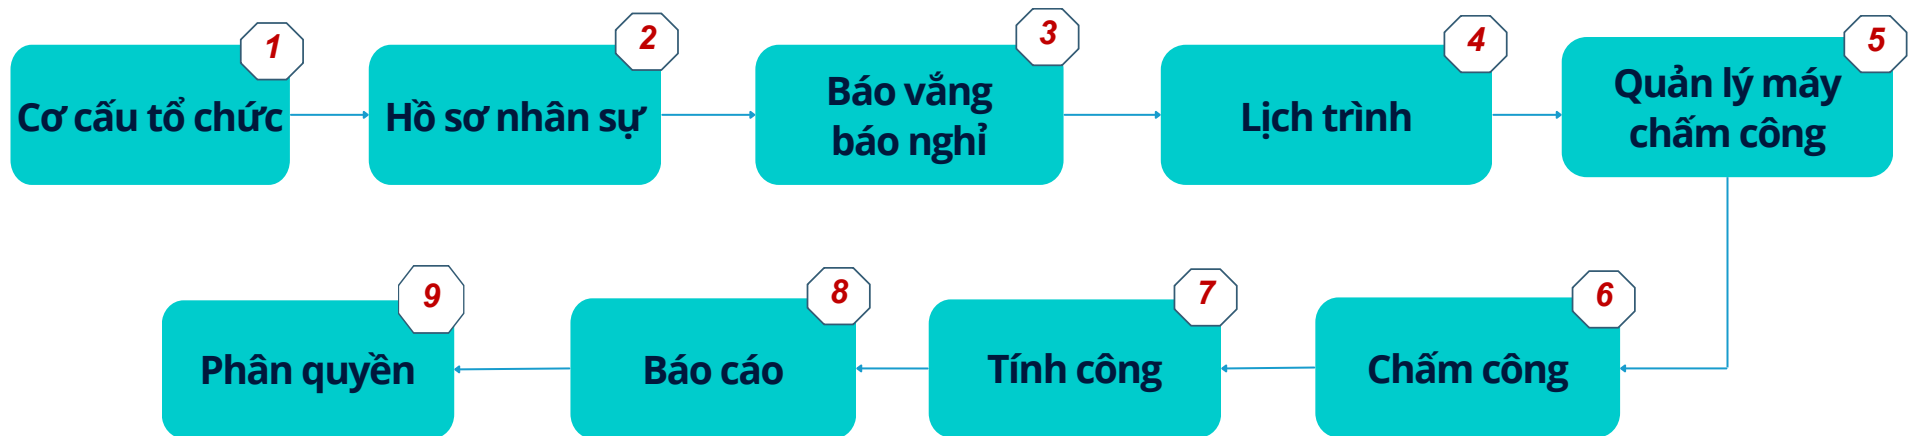 1
Cơ cấu tổ chức
2
Hồ sơ nhân sự
3
Báo vắng
báo nghỉ
4
Lịch trình
5
Quản lý máy
chấm công
6
Chấm công
7
Tính công
8
Báo cáo
9
Phân quyền